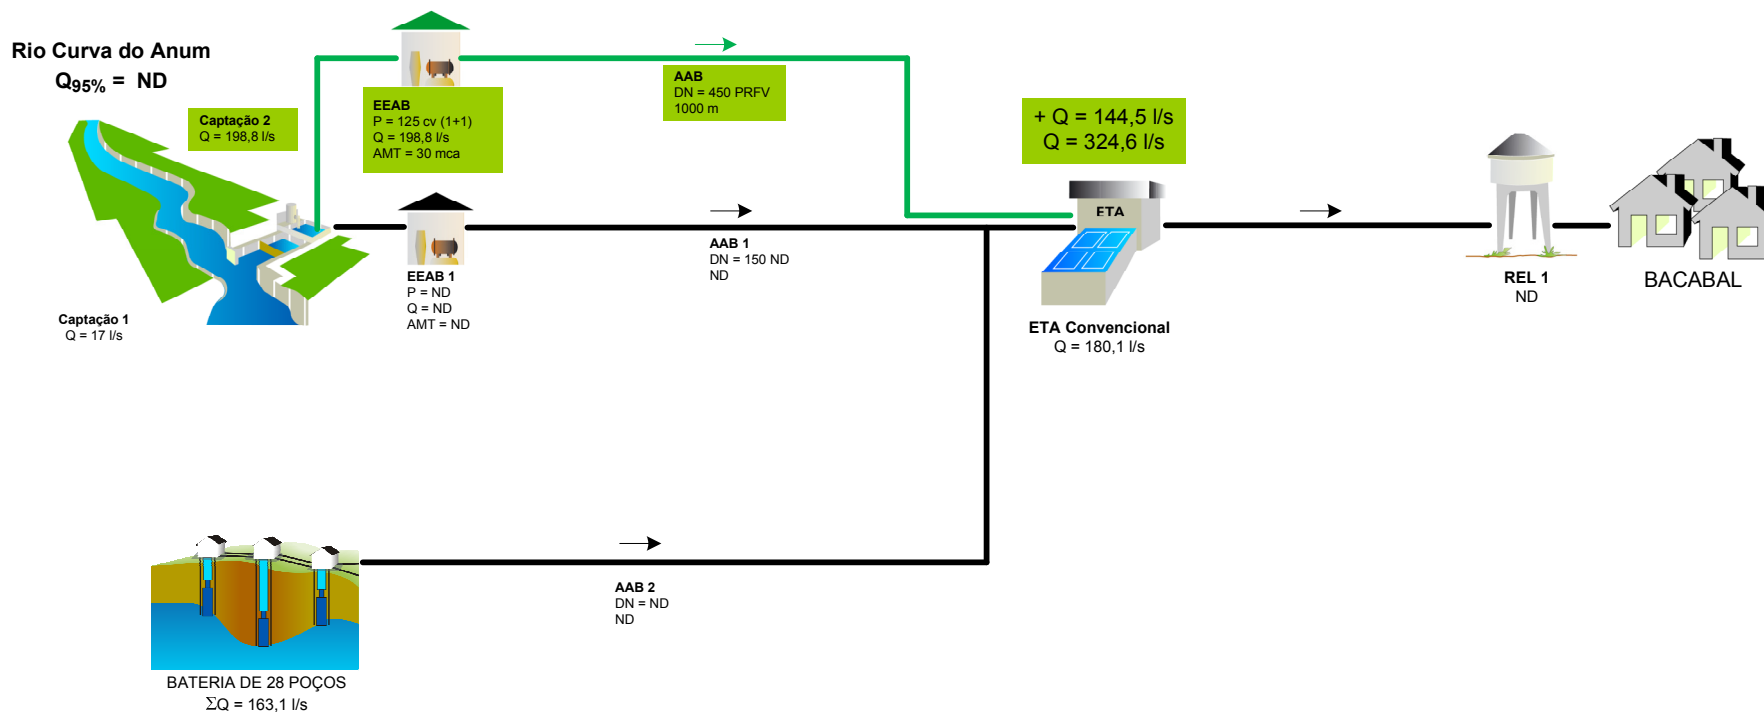 Rio Curva do Anum
Q95% = ND
Captação 2
Q = 198,8 l/s
EEAB
P = 125 cv (1+1)
Q = 198,8 l/s
AMT = 30 mca
AAB
DN = 450 PRFV
1000 m
+ Q = 144,5 l/s
Q = 324,6 l/s
Captação 1
Q = 17 l/s
EEAB 1
P = ND
Q = ND
AMT = ND
AAB 1
DN = 150 ND
ND
ETA
ETA Convencional
Q = 180,1 l/s
REL 1
ND
BACABAL
AAB 2
DN = ND
ND
BATERIA DE 28 POÇOS
ΣQ = 163,1 l/s